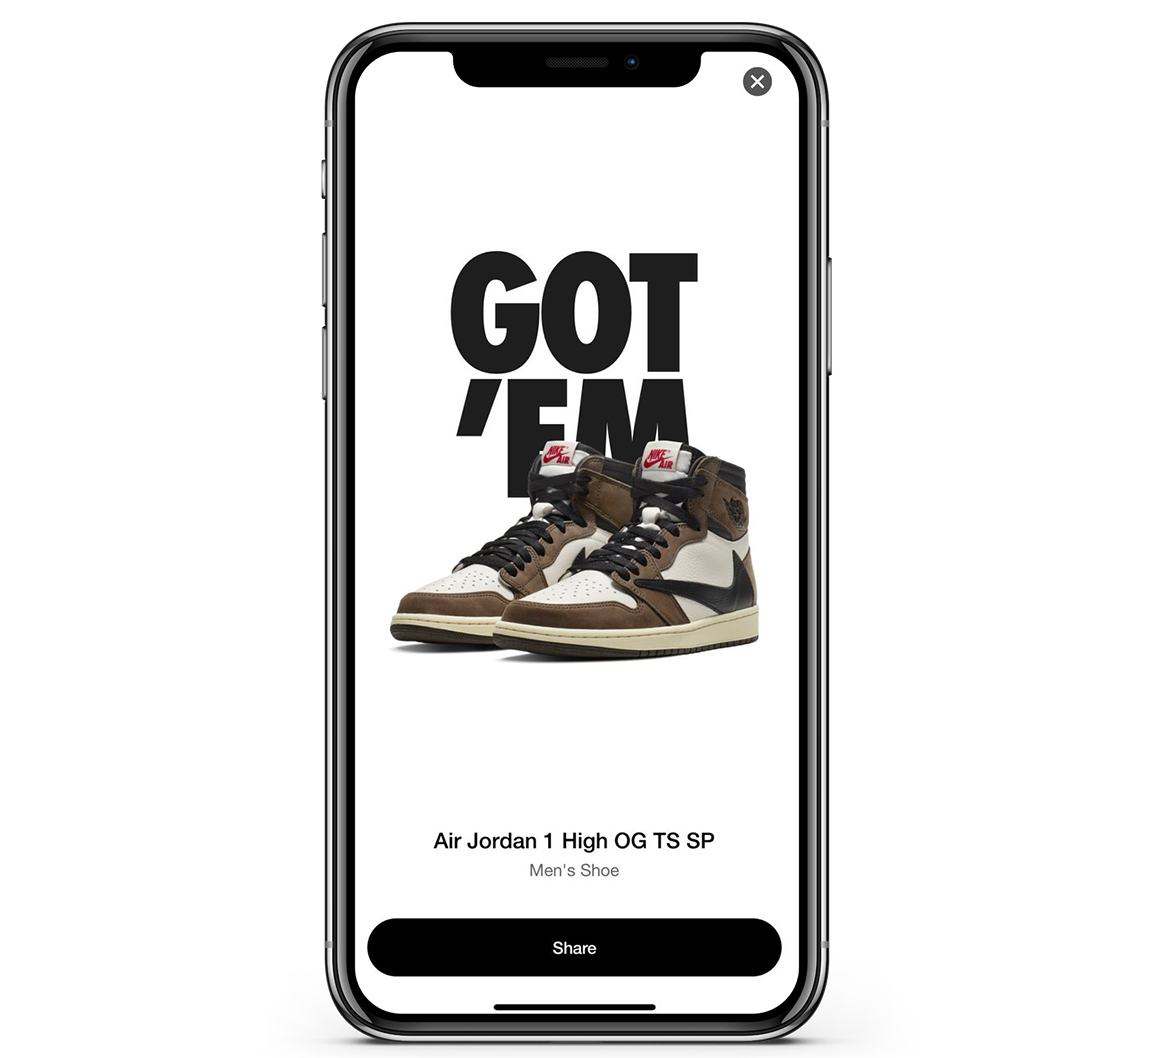 GOT
'EM
NIKE
AIR
NIKE
AIR
Air Jordan 1 High OG TS SP
Men's Shoe
Share